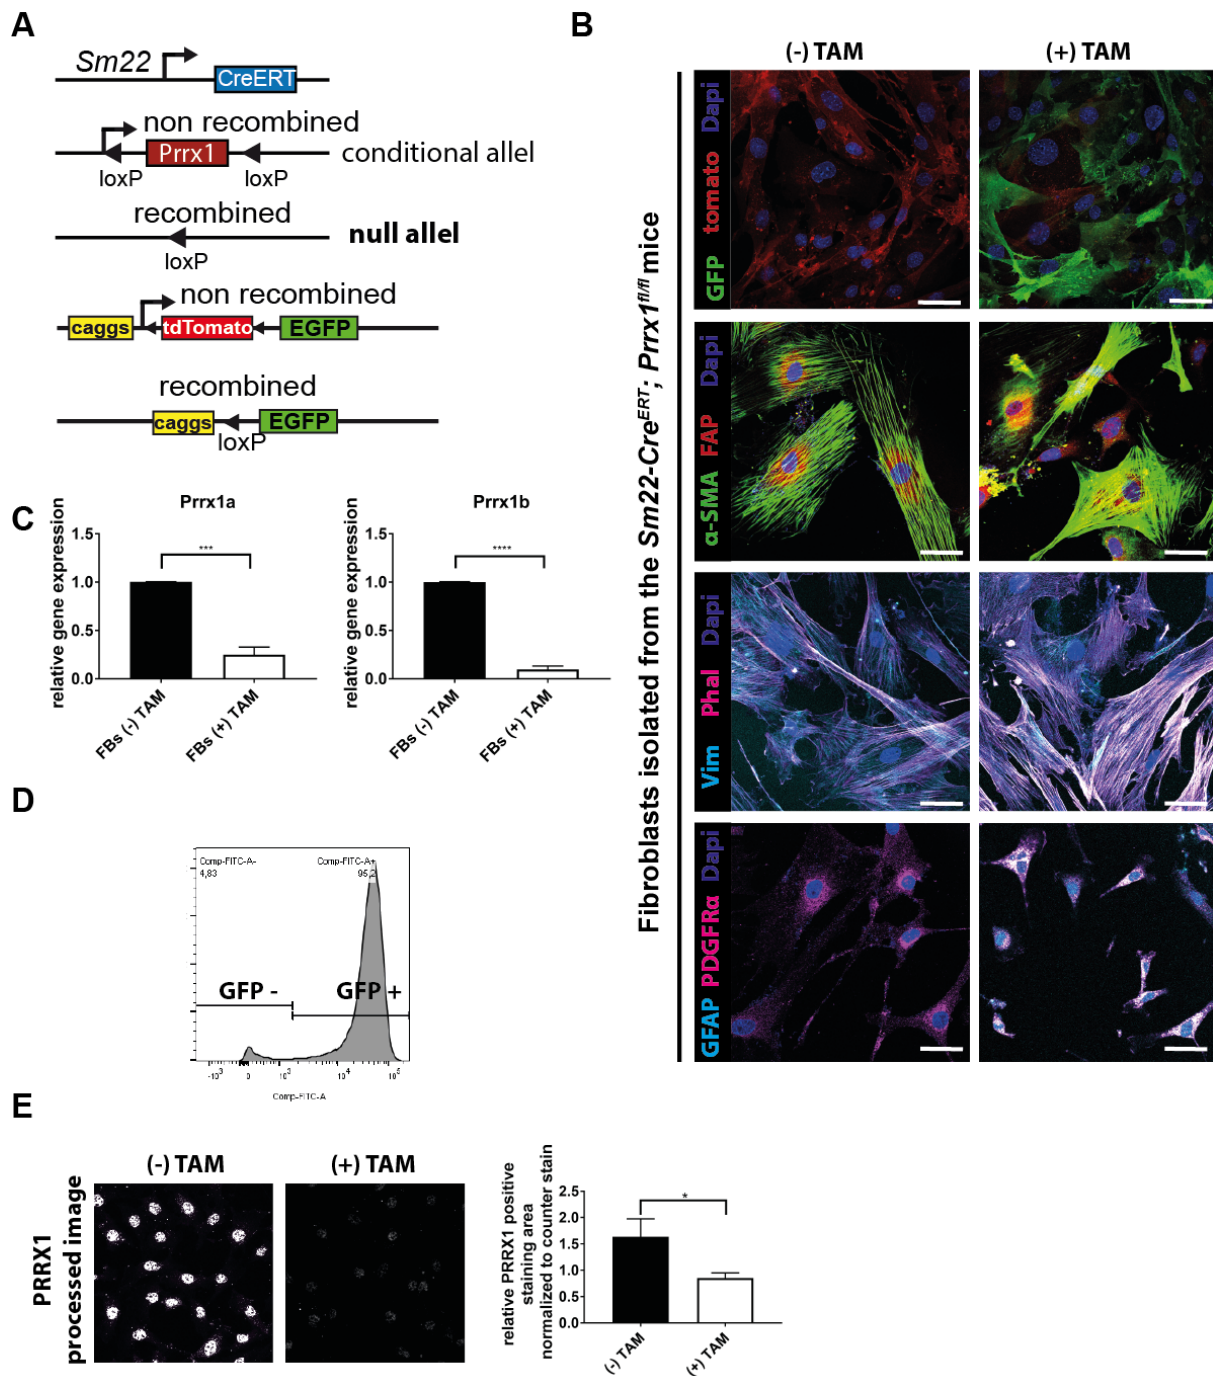 A
Sm22
CreERT
non recombined
Prrx1
conditional allel
loxP
loxP
recombined
null allel
loxP
non recombined
caggs
tdTomato
EGFP
recombined
caggs
EGFP
loxP
B
(-) TAM
(+) TAM
Fibroblasts isolated from the Sm22-CreERT; Prrx1fl/fl mice
GFP tomato Dapi
α-SMA FAP Dapi
Vim Phal Dapi
GFAP PDGFRα Dapi
C
Prrx1a
relative gene expression
1.5
1.0
0.5
0.0
***
FBs (-) TAM
FBs (+) TAM
Prrx1b
relative gene expression
1.5
1.0
0.5
0.0
****
FBs (-) TAM
FBs (+) TAM
D
Comp-FITC-A-
4,83
Comp-FITC-A+
95,2
GFP -
GFP +
-10³ 0 10³ 10⁴ 10⁵
Comp-FITC-A
E
(-) TAM
(+) TAM
PRRX1
processed image
relative PRRX1 positive
staining area
normalized to counter stain
2.5
2.0
1.5
1.0
0.5
0.0
*
(-) TAM
(+) TAM